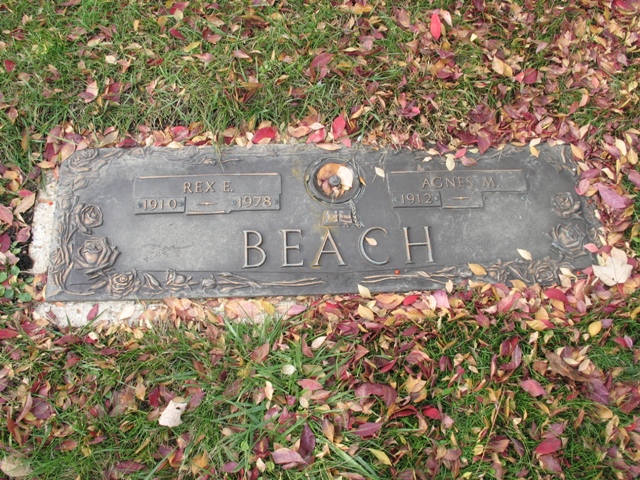 REX E. AGNES M.
1910 1978 1912
BEACH